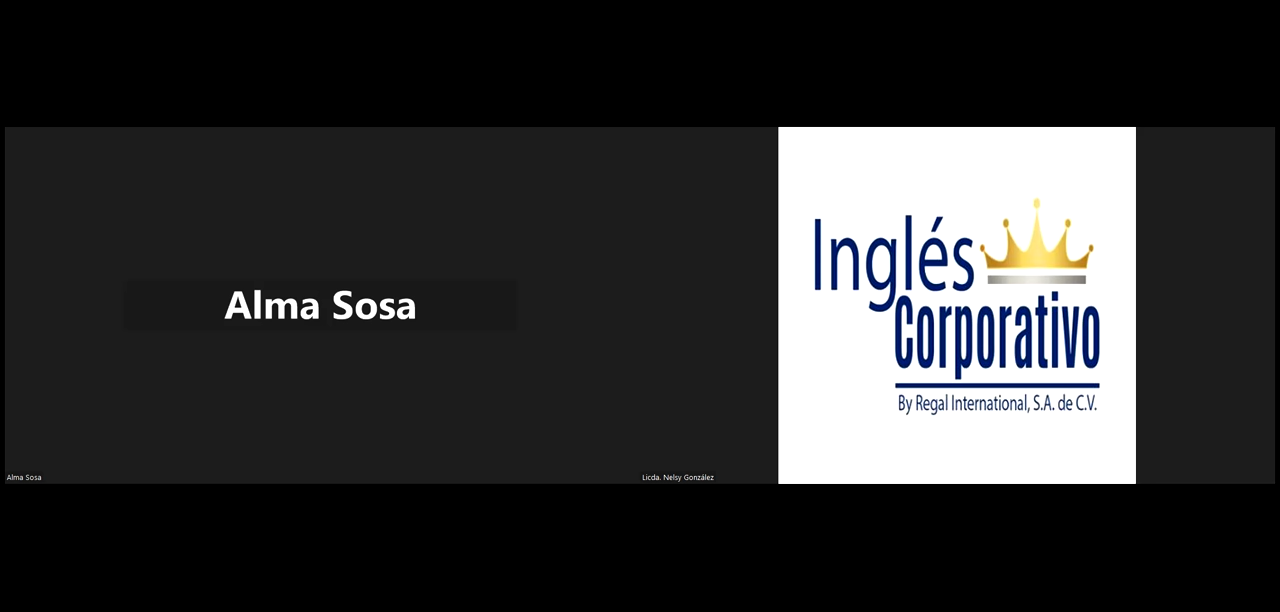 Alma Sosa
Alma Sosa
Inglés
Corporativo
By Regal International, S.A. de C.V.
Licda. Nelsy González